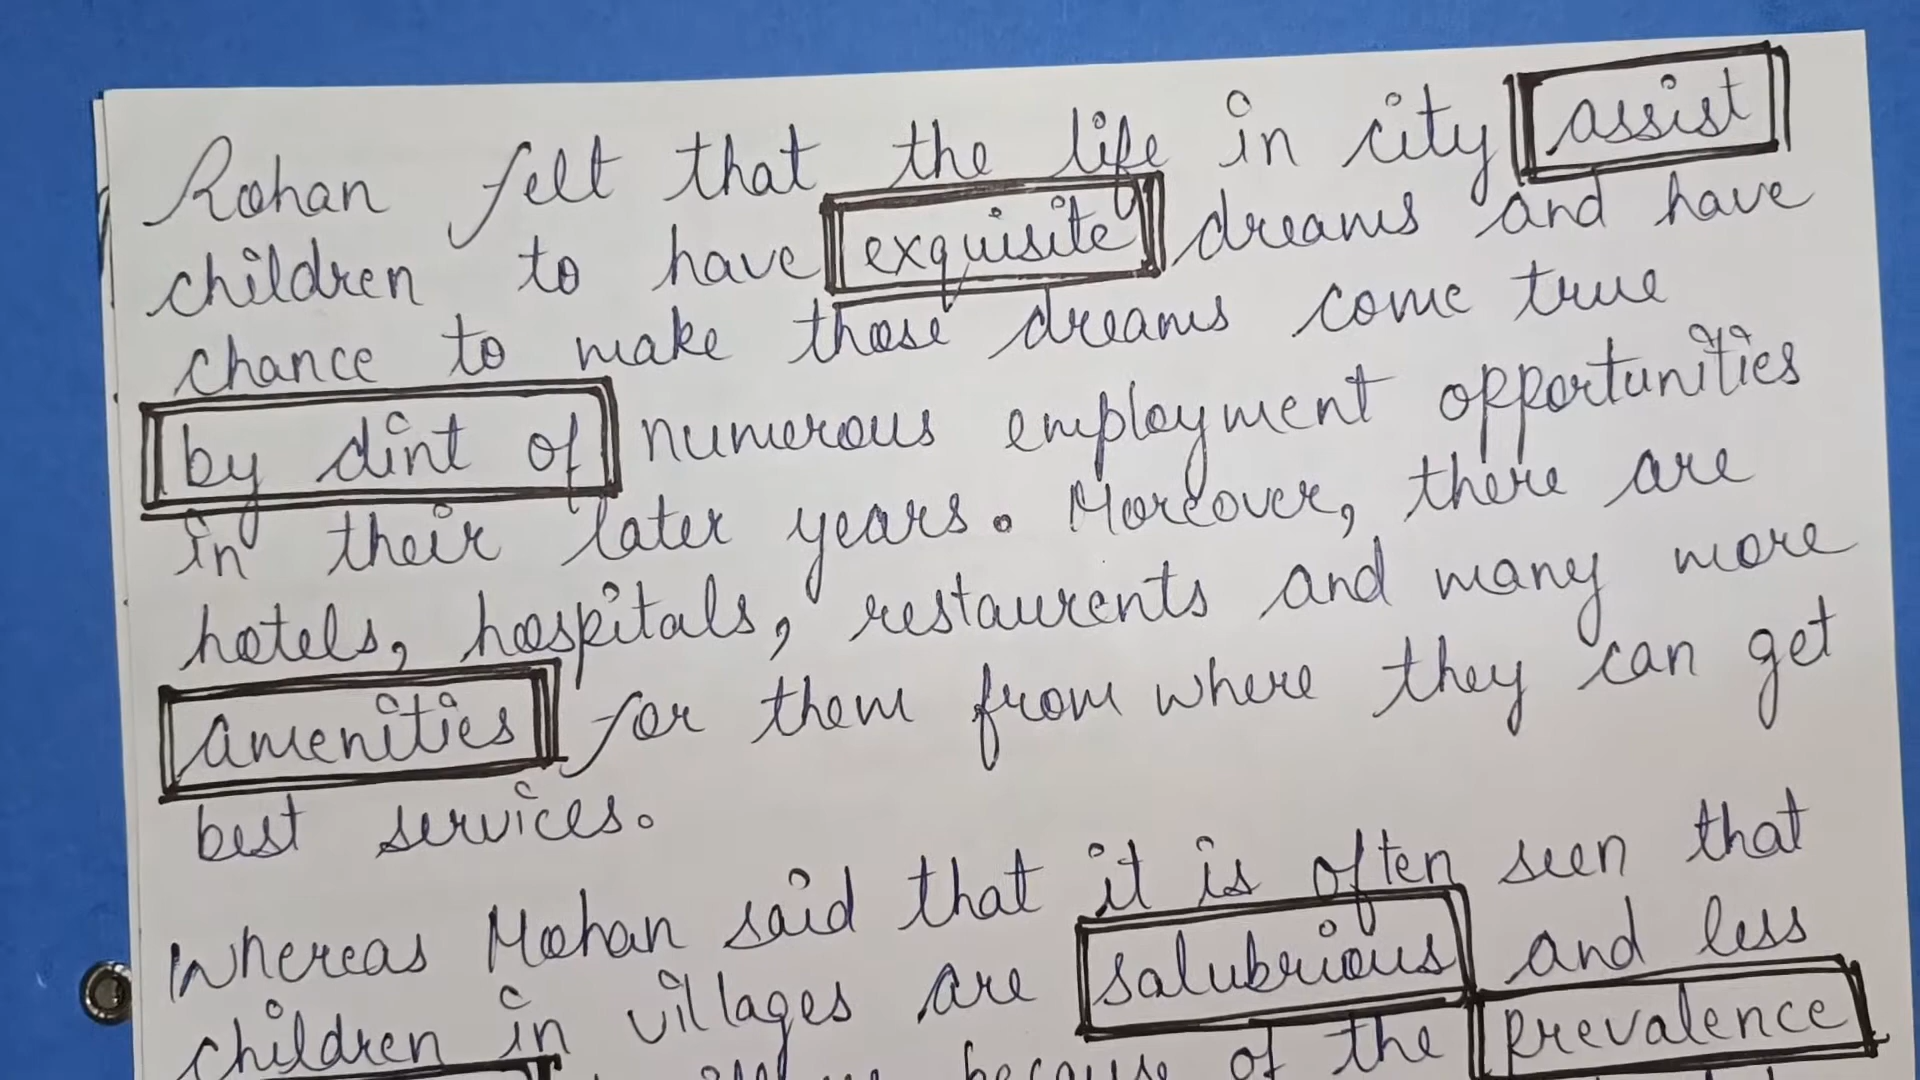 Rohan felt that the life in city assist
children to have exquisite dreams and have
chance to make those dreams come true
by dint of numerous employment opportunities
in their later years. Moreover, there are
hotels, hospitals, restaurents and many more
amenities for them from where they can get
best services.
Whereas Mohan said that it is often seen that
children in villages are salubrious and less
because of the prevalence